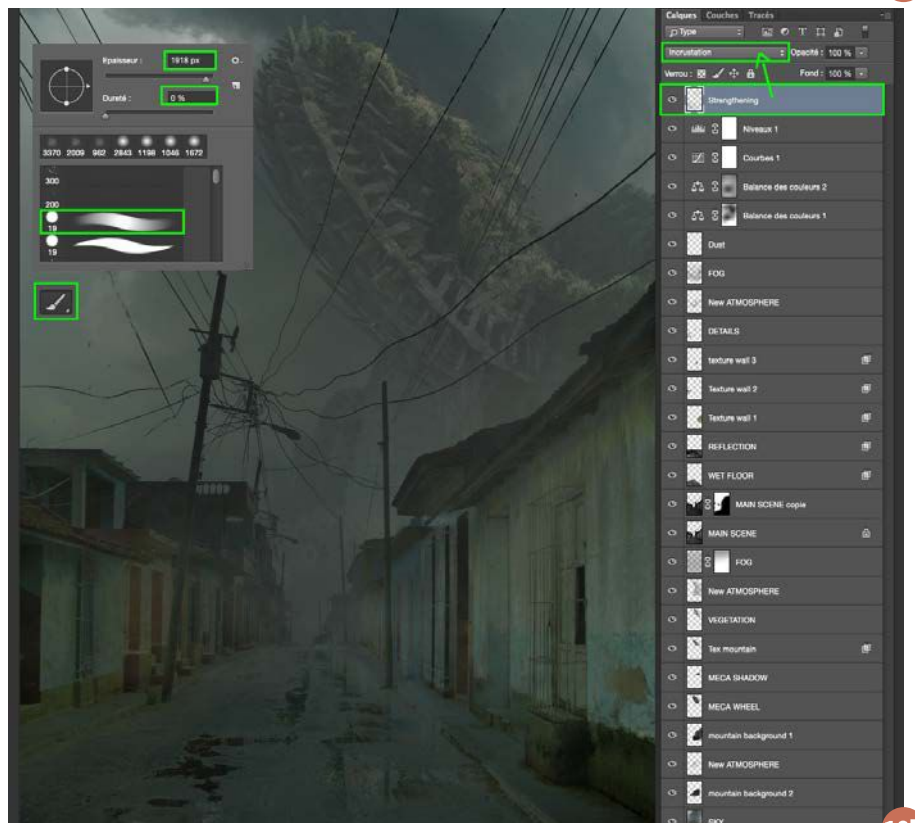 Epaisseur : 1918 px
Dureté : 0 %
3370 2009 962 2843 1198 1046 1672
300
200
19
19
Calques Couches Tracés
Type
Incrustation Opacité : 100 %
Verrou : Fond : 100 %
Strengthening
Niveaux 1
Courbes 1
Balance des couleurs 2
Balance des couleurs 1
Dust
FOG
New ATMOSPHERE
DETAILS
texture wall 3
Texture wall 2
Texture wall 1
REFLECTION
WET FLOOR
MAIN SCENE copie
MAIN SCENE
FOG
New ATMOSPHERE
VEGETATION
Tex mountain
MECA SHADOW
MECA WHEEL
mountain background 1
New ATMOSPHERE
mountain background 2
SKY